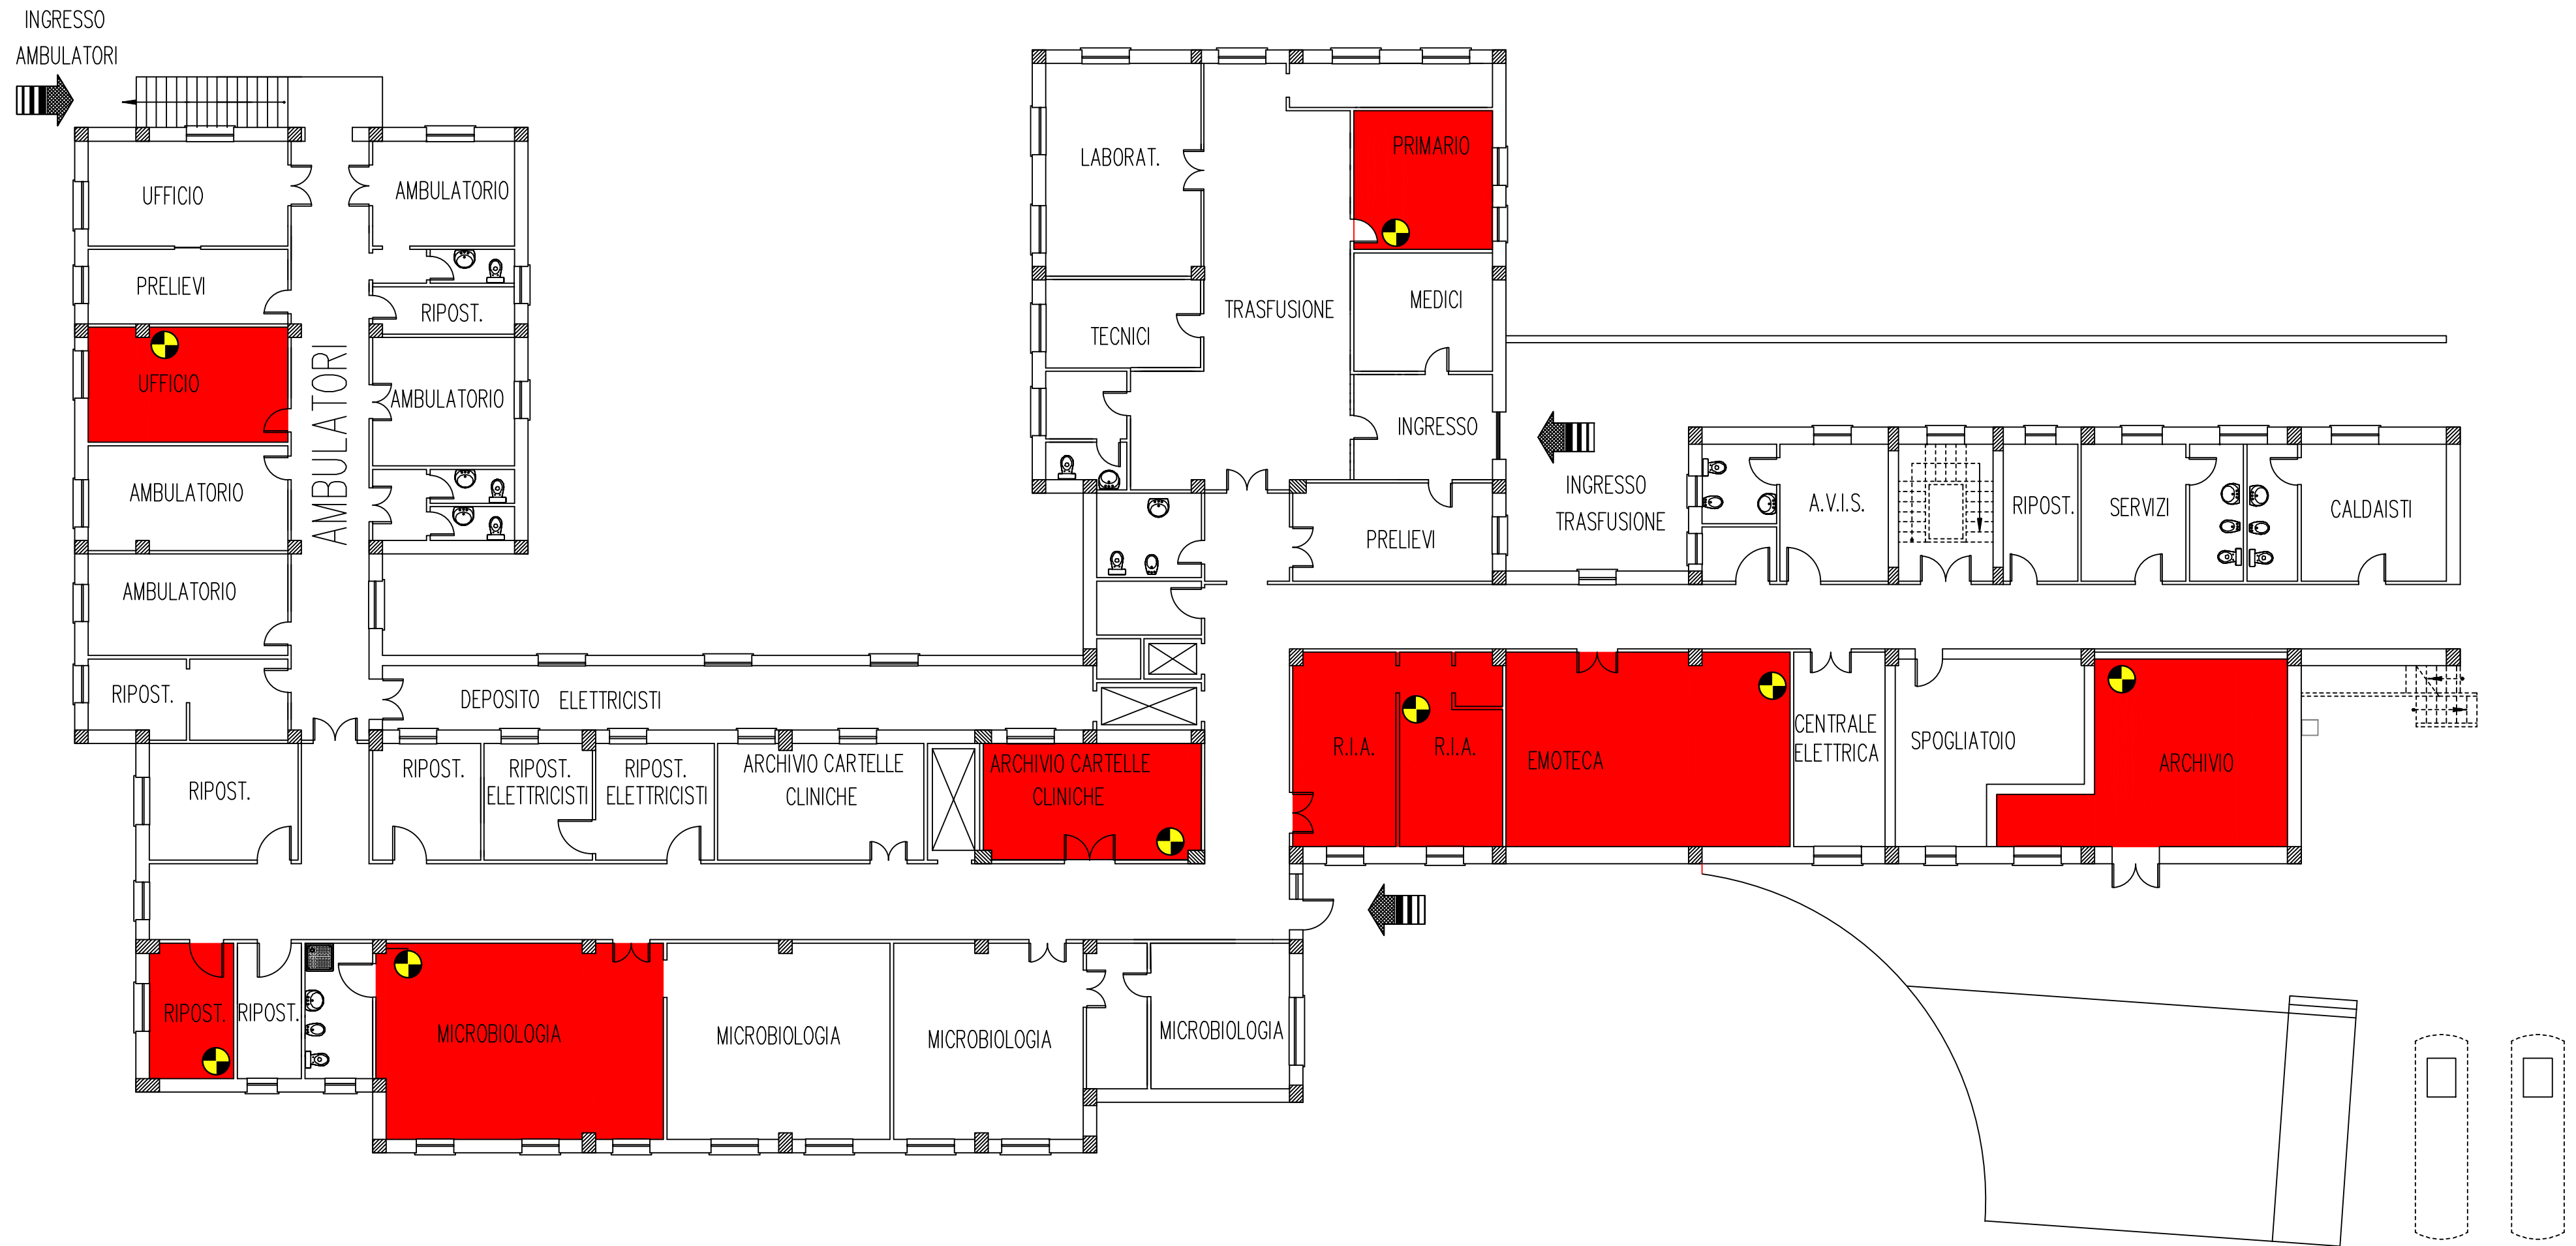 INGRESSO
AMBULATORI
UFFICIO
AMBULATORIO
PRELIEVI
RIPOST.
UFFICIO
AMBULATORI
AMBULATORIO
AMBULATORIO
AMBULATORIO
RIPOST.
DEPOSITO ELETTRICISTI
LABORAT.
PRIMARIO
TRASFUSIONE
MEDICI
TECNICI
INGRESSO
INGRESSO
TRASFUSIONE
PRELIEVI
A.V.I.S.
RIPOST.
SERVIZI
CALDAISTI
RIPOST.
RIPOST.
RIPOST.
ELETTRICISTI
RIPOST.
ELETTRICISTI
ARCHIVIO CARTELLE
CLINICHE
ARCHIVIO CARTELLE
CLINICHE
R.I.A.
R.I.A.
EMOTECA
CENTRALE
ELETTRICA
SPOGLIATOIO
ARCHIVIO
RIPOST.
RIPOST.
MICROBIOLOGIA
MICROBIOLOGIA
MICROBIOLOGIA
MICROBIOLOGIA